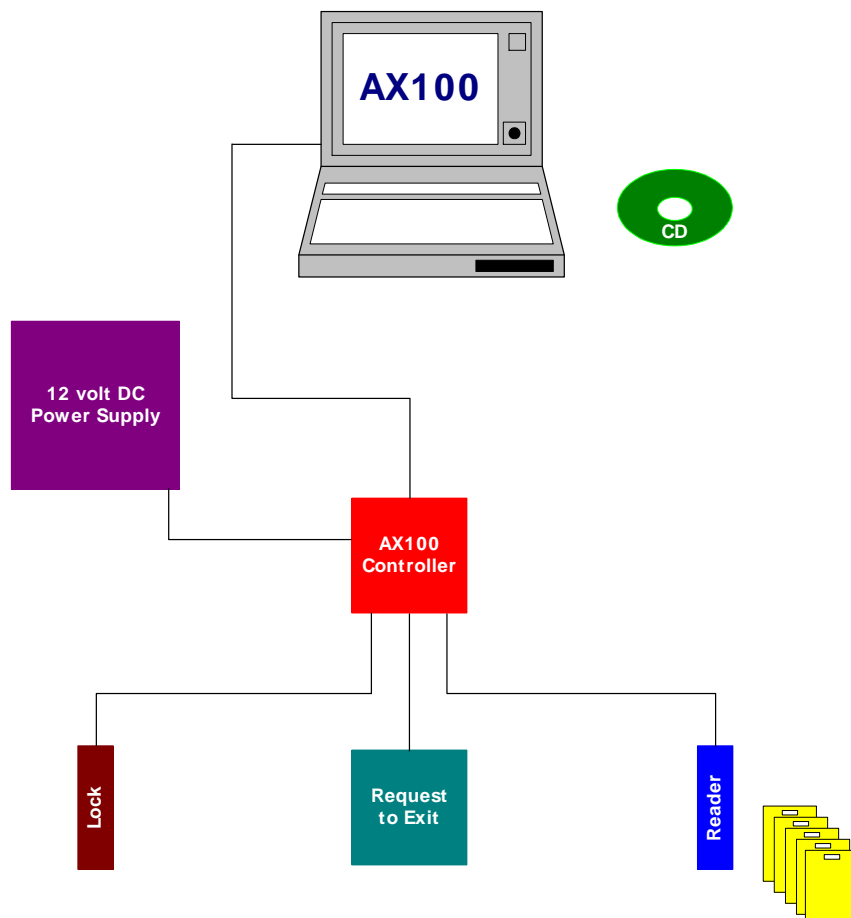 AX100
CD
12 volt DC
Power Supply
AX100
Controller
Lock
Request
to Exit
Reader